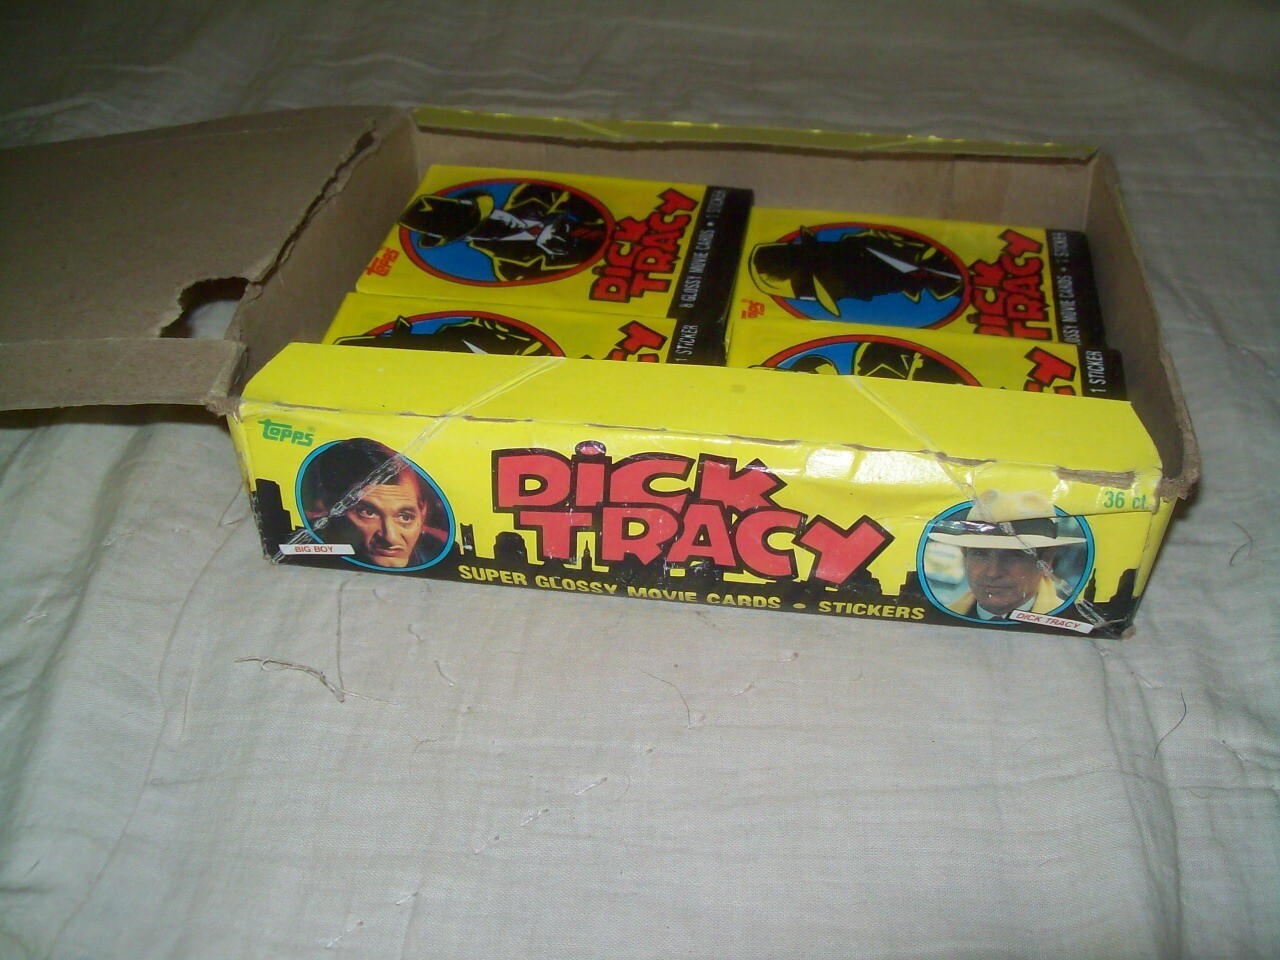 topps
DICK
TRACY
8 GLOSSY MOVIE CARDS • 1 STICKER
topps
DICK
TRACY
GLOSSY MOVIE CARDS • 1 STICKER
1 STICKER
1 STICKER
topps®
DICK
TRACY
36 ct.
BIG BOY
SUPER GLOSSY MOVIE CARDS • STICKERS
DICK TRACY